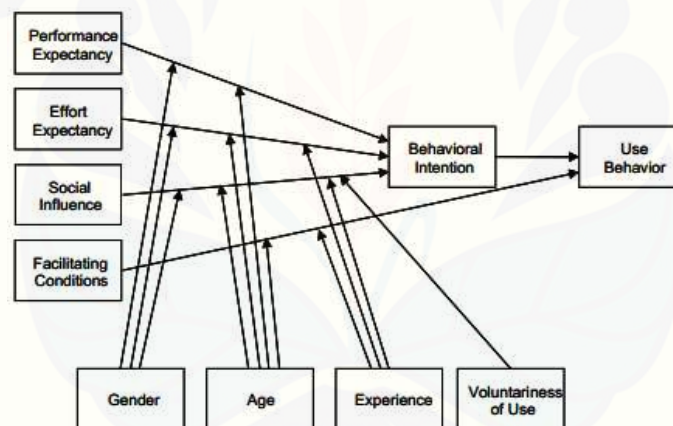 Performance
Expectancy
Effort
Expectancy
Social
Influence
Facilitating
Conditions
Behavioral
Intention
Use
Behavior
Gender
Age
Experience
Voluntariness
of Use